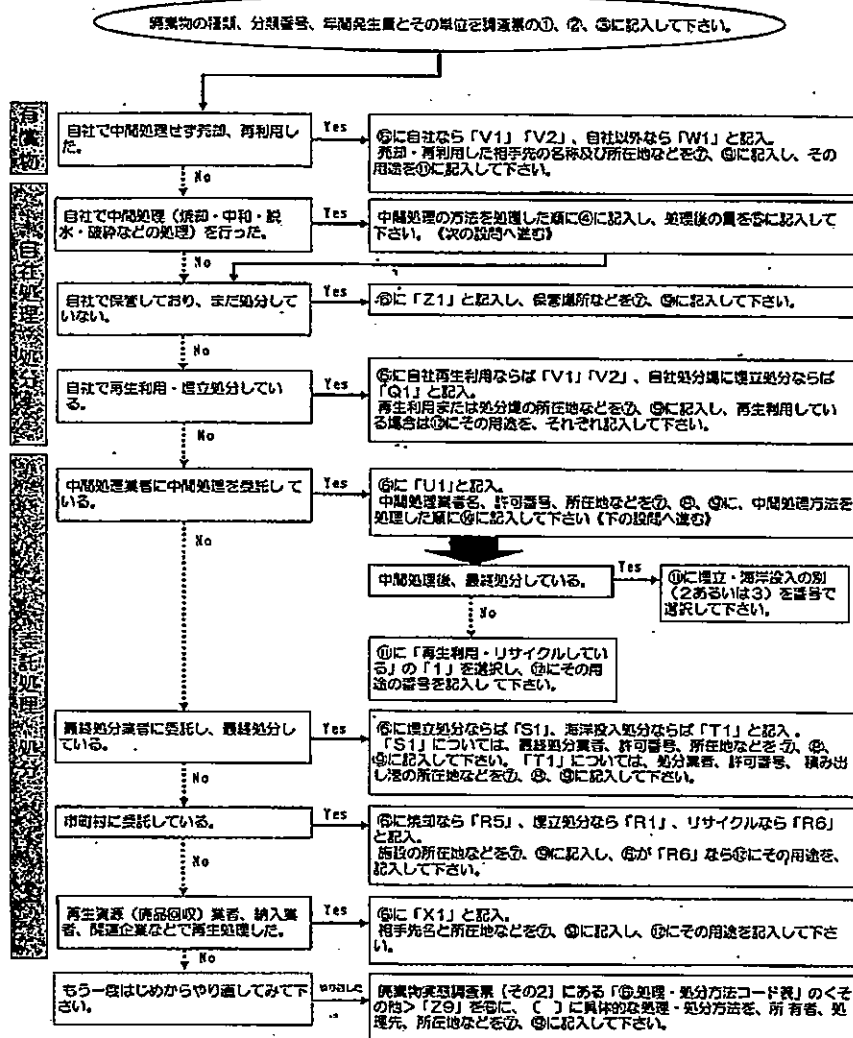 廃棄物の種類、分類番号、年間発生量とその単位を調査票の①、②、③に記入して下さい。
有償物
自社で中間処理せず売却、再利用し
た。
Yes
⑥に自社なら「V1」「V2」、自社以外なら「W1」と記入。
売却・再利用した相手先の名称及び所在地などを⑦、⑨に記入し、その
用途を⑫に記入して下さい。
No
自社で中間処理（焼却・中和・脱
水・破砕などの処理）を行った。
Yes
中間処理の方法を処理した順に④に記入し、処理後の量を⑤に記入して
下さい。《次の設問へ進む》
No
自社で保管しており、まだ処分して
いない。
Yes
⑥に「Z1」と記入し、保管場所などを⑦、⑨に記入して下さい。
No
自社で再生利用・埋立処分してい
る。
Yes
⑥に自社再生利用ならば「V1」「V2」、自社処分場に埋立処分ならば
「Q1」と記入。
再生利用または処分場の所在地などを⑦、⑨に記入し、再生利用してい
る場合は⑫にその用途を、それぞれ記入して下さい。
No
中間処理業者に中間処理を委託して
いる。
Yes
⑥に「U1」と記入。
中間処理業者名、許可番号、所在地などを⑦、⑧、⑨に、中間処理方法を
処理した順に⑩に記入して下さい《下の設問へ進む》
No
中間処理後、最終処分している。
Yes
⑪に埋立・海洋投入の別
（2あるいは3）を番号で
選択して下さい。
No
⑪に「再生利用・リサイクルしてい
る」の「1」を選択し、⑫にその用
途の番号を記入して下さい。
最終処分業者に委託し、最終処分し
ている。
Yes
⑥に埋立処分ならば「S1、海洋投入処分ならば「T1」と記入。
「S1」については、最終処分業者、許可番号、所在地などを⑦、⑧、
⑨に記入して下さい。「T1」については、処分業者、許可番号、積み出
し港の所在地などを⑦、⑧、⑨に記入して下さい。
市町村に委託している。
Yes
⑥に焼却なら「R5」、埋立処分なら「R1」、リサイクルなら「R6」
と記入。
施設の所在地などを⑦、⑨に記入し、⑥が「R6」なら⑫にその用途を、
記入して下さい。
No
再生資源（廃品回収）業者、納入業
者、関連企業などで再生処理した。
Yes
⑥に「X1」と記入。
相手先名と所在地などを⑦、⑨に記入し、⑫にその用途を記入して下さ
い。
No
もう一度はじめからやり直してみて下
さい。
やり直した
廃棄物実態調査票（その2）にある「⑥処理・処分方法コード表」の＜そ
の他＞「Z9」を⑥に、〔　〕に具体的な処理・処分方法を、所有者、処
理先、所在地などを⑦、⑨に記入して下さい。